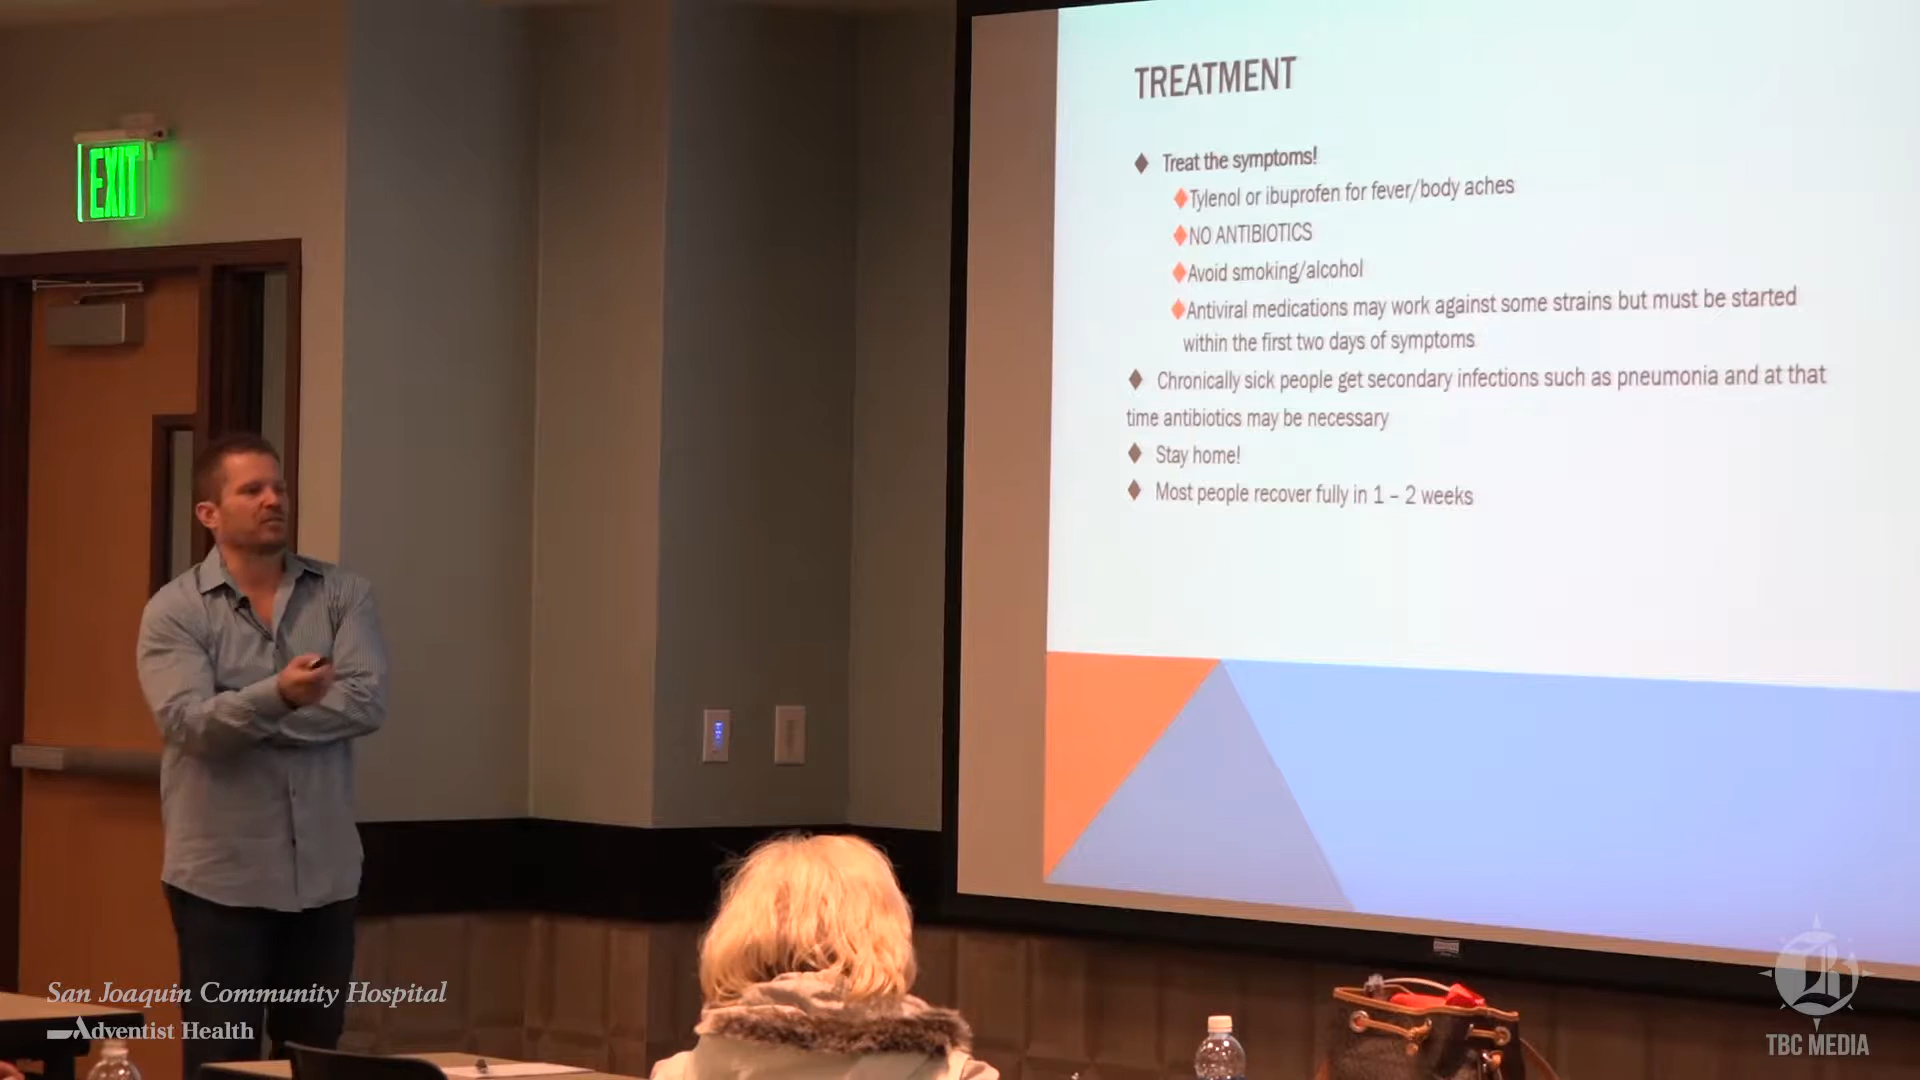 EXIT
TREATMENT
Treat the symptoms!
Tylenol or ibuprofen for fever/body aches
NO ANTIBIOTICS
Avoid smoking/alcohol
Antiviral medications may work against some strains but must be started
within the first two days of symptoms
Chronically sick people get secondary infections such as pneumonia and at that
time antibiotics may be necessary
Stay home!
Most people recover fully in 1 – 2 weeks
San Joaquin Community Hospital
Adventist Health
TBC MEDIA